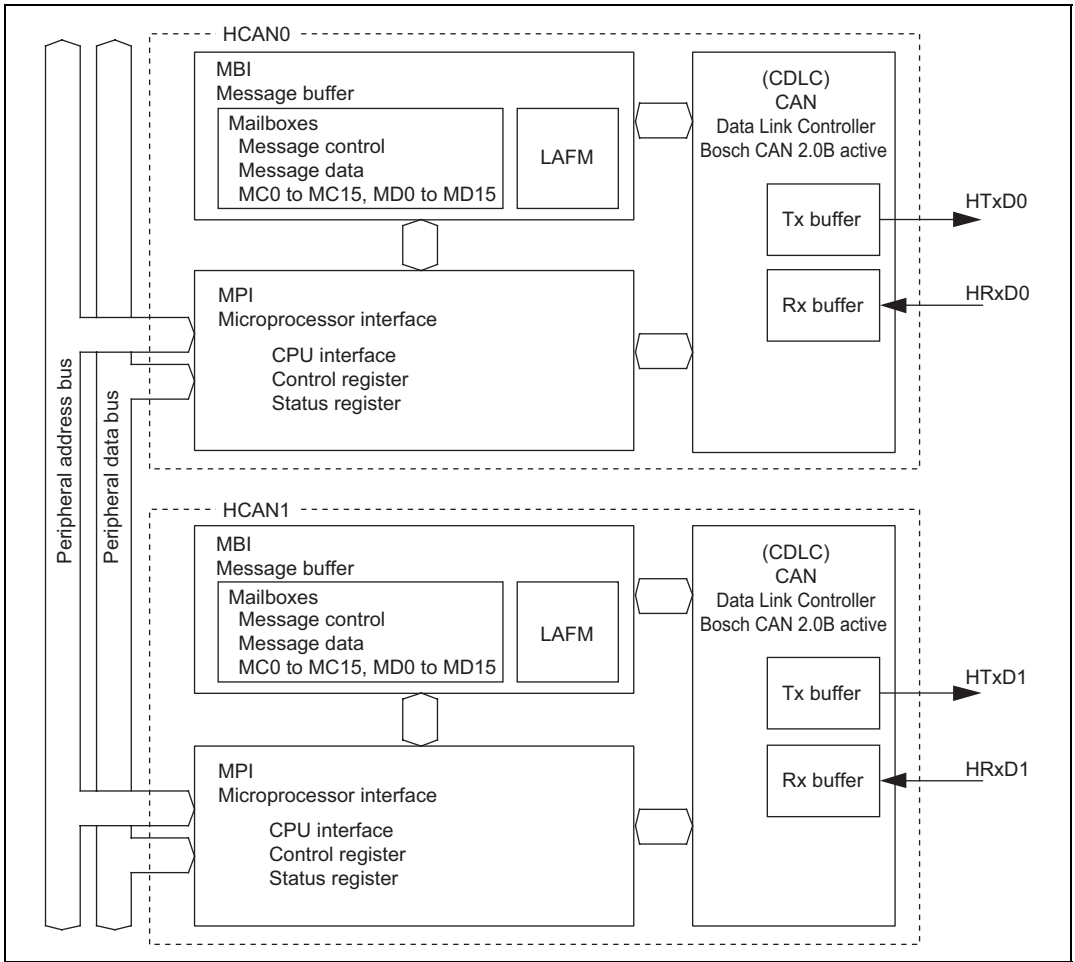 HCAN0
MBI
Message buffer
Mailboxes
Message control
Message data
MC0 to MC15, MD0 to MD15
LAFM
(CDLC)
CAN
Data Link Controller
Bosch CAN 2.0B active
Tx buffer
HTxD0
Rx buffer
HRxD0
MPI
Microprocessor interface
CPU interface
Control register
Status register
Peripheral address bus
Peripheral data bus
HCAN1
MBI
Message buffer
Mailboxes
Message control
Message data
MC0 to MC15, MD0 to MD15
LAFM
(CDLC)
CAN
Data Link Controller
Bosch CAN 2.0B active
Tx buffer
HTxD1
Rx buffer
HRxD1
MPI
Microprocessor interface
CPU interface
Control register
Status register